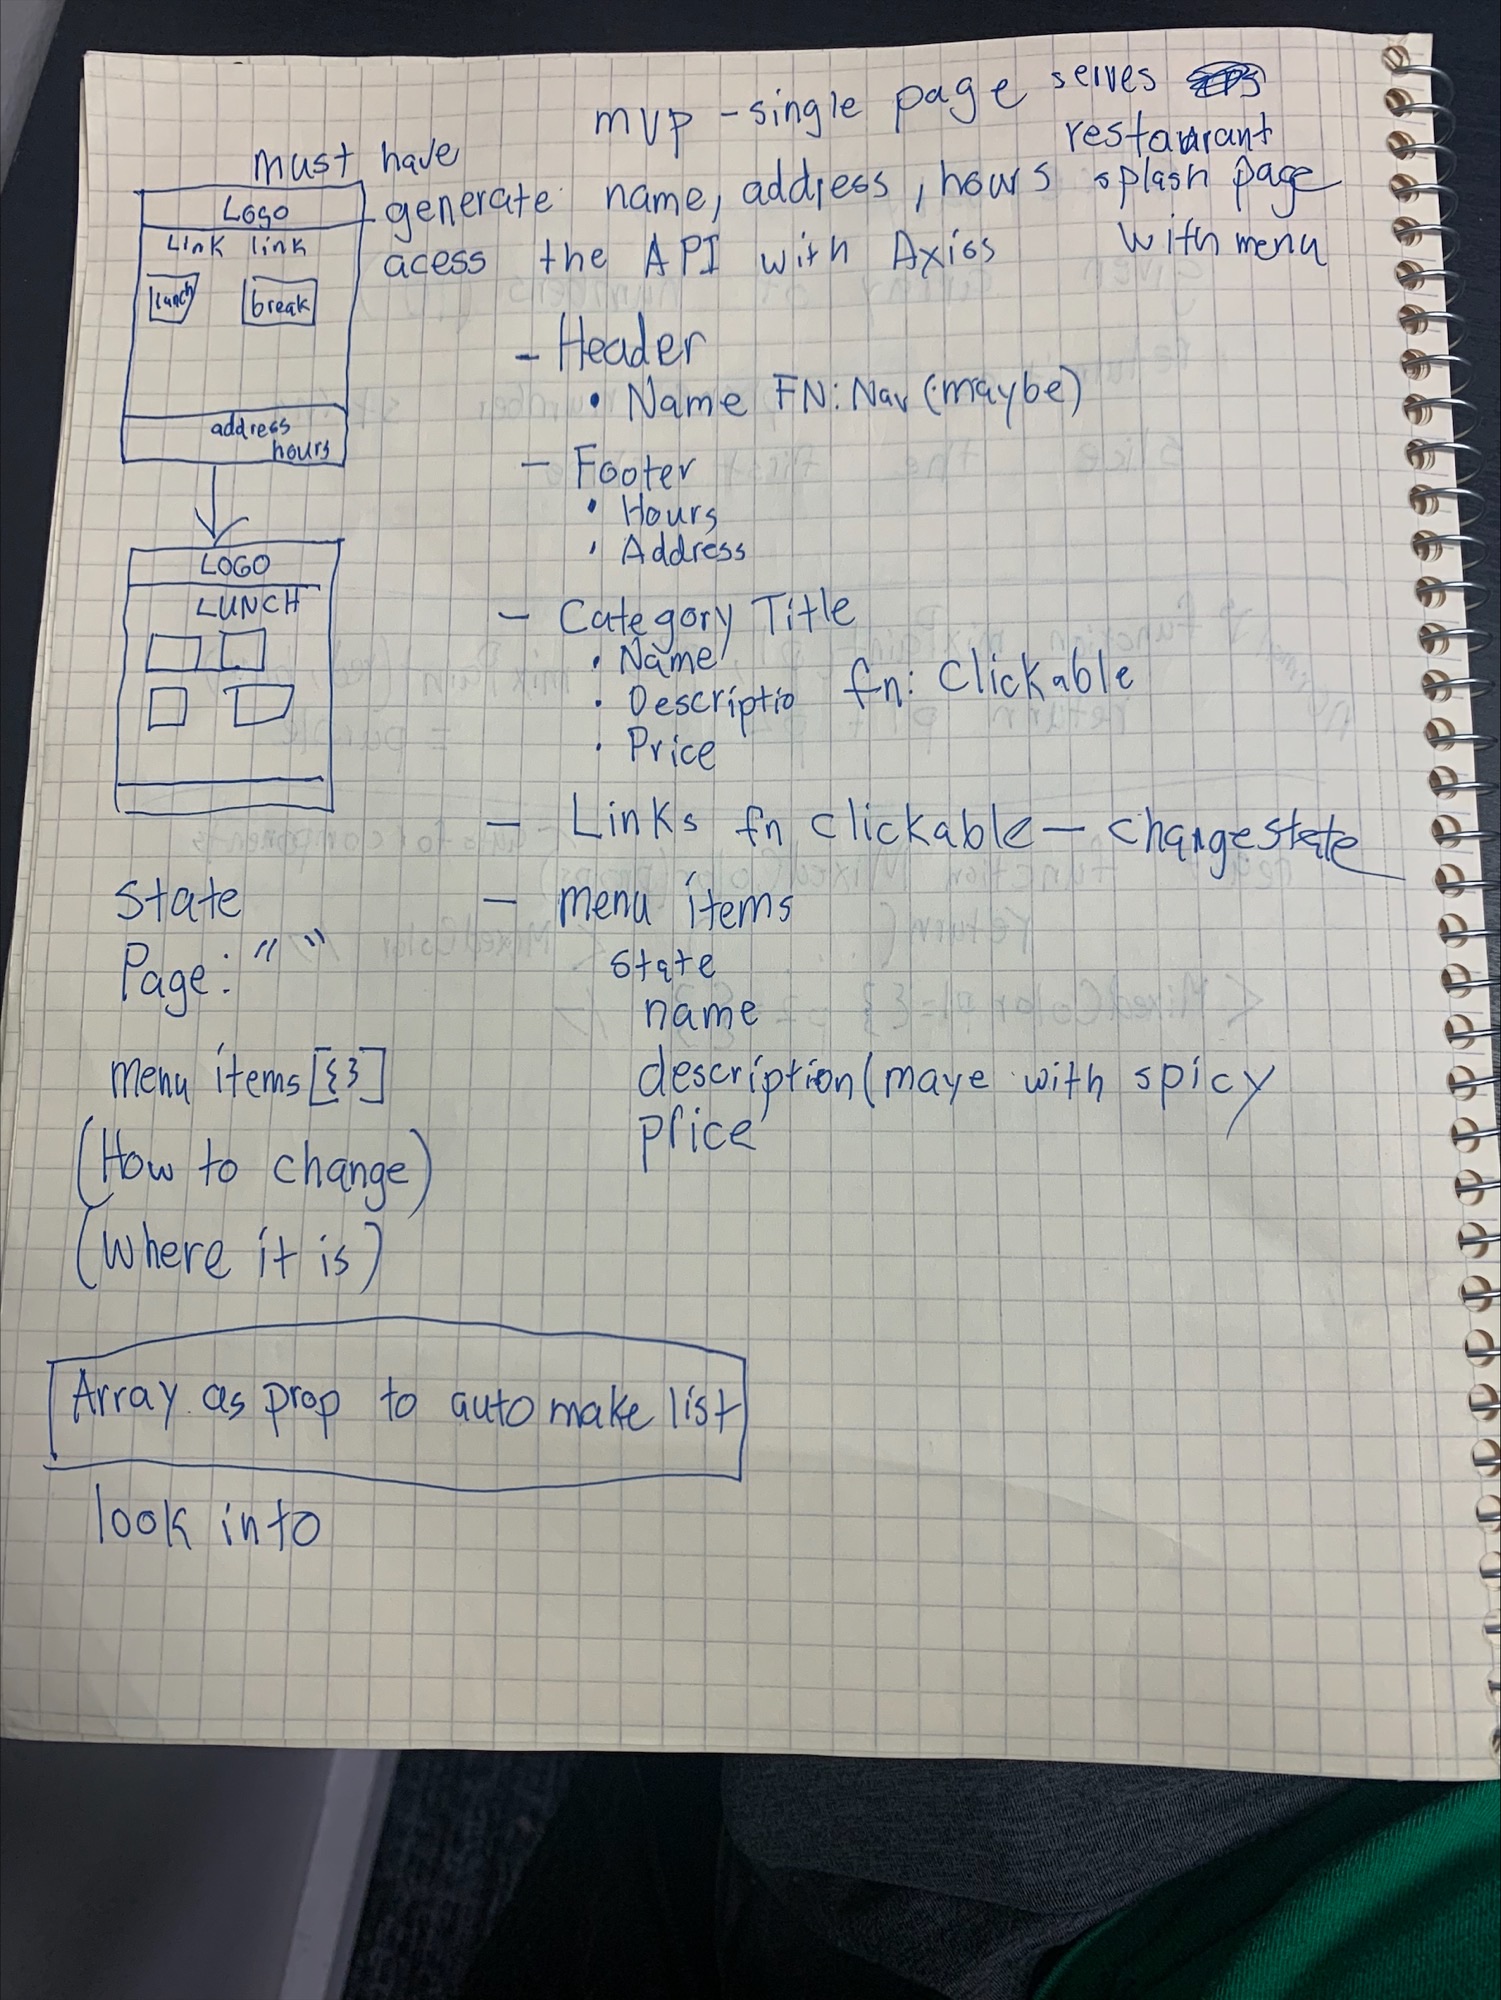 mvp - single page serves
restaurant
splash page
with menu
must have
generate name, address, hours
acess the API with Axios
Logo
Link link
lunch
break
address
hours
- Header
• Name FN: Nav (maybe)
- Footer
• Hours
• Address
LOGO
LUNCH
- Category Title
• Name
• Descriptio fn: Clickable
• Price
- Links fn clickable - change state
State
Page: " "
menu items [{}]
(How to change)
(Where it is)
- menu items
state
name
description (maye with spicy
price
Array as prop to auto make list
look into